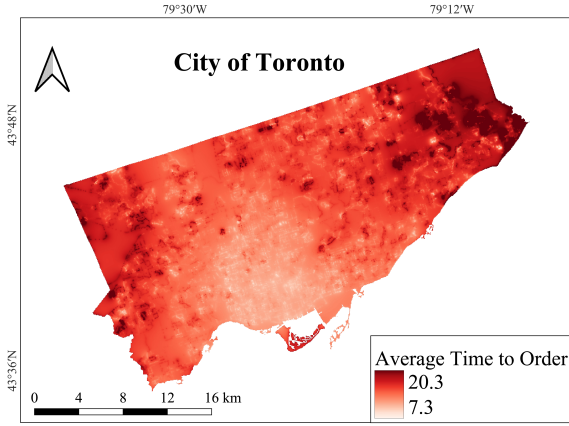 79°30'W 79°12'W
City of Toronto
43°48'N
43°36'N
Average Time to Order
20.3
7.3
0 4 8 12 16 km